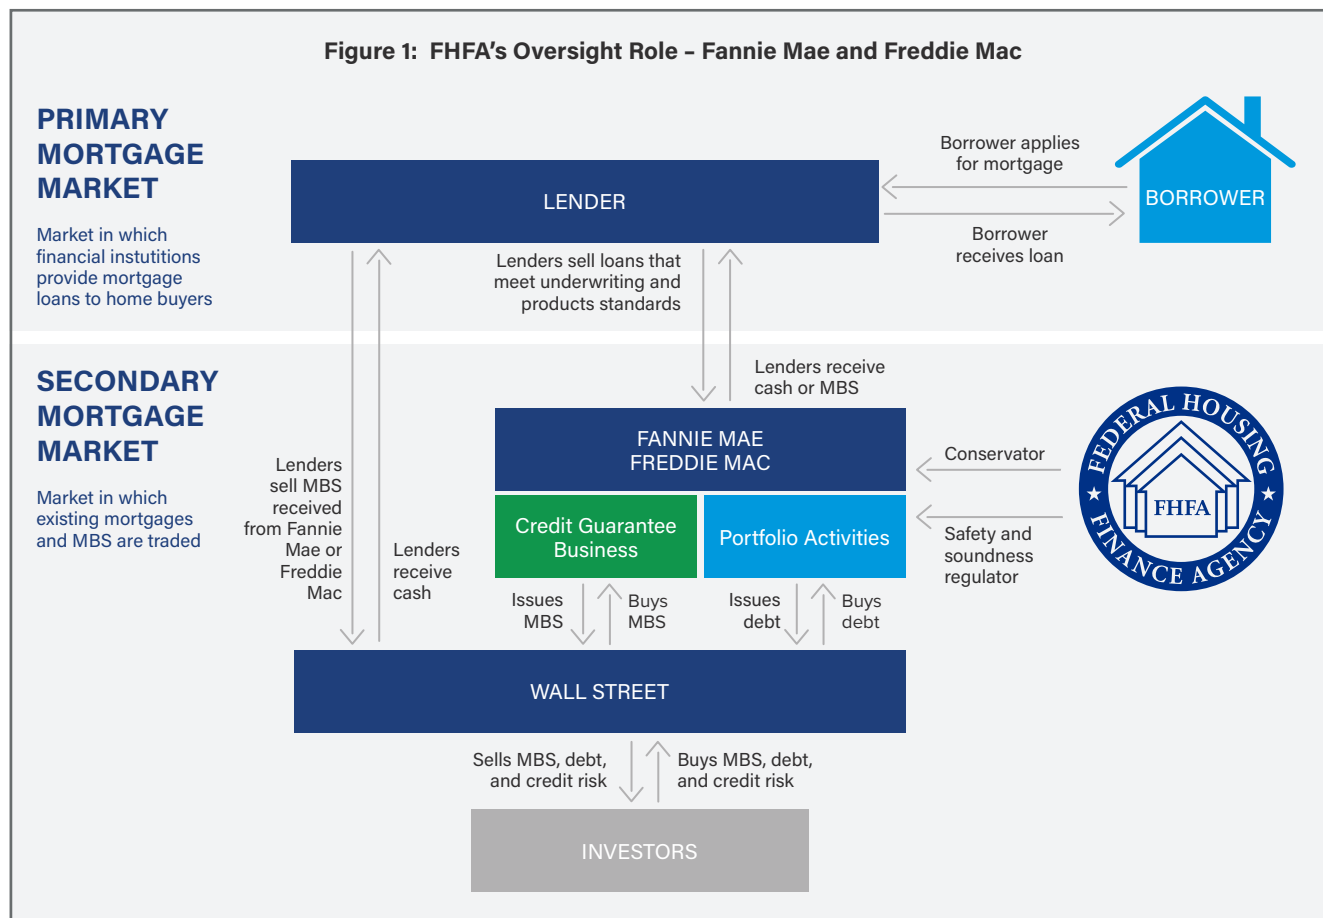 Figure 1:  FHFA's Oversight Role – Fannie Mae and Freddie Mac
PRIMARY
MORTGAGE
MARKET
Market in which
financial instutitions
provide mortgage
loans to home buyers
LENDER
Borrower applies
for mortgage
BORROWER
Borrower
receives loan
Lenders sell loans that
meet underwriting and
products standards
Lenders receive
cash or MBS
SECONDARY
MORTGAGE
MARKET
Market in which
existing mortgages
and MBS are traded
Lenders
sell MBS
received
from Fannie
Mae or
Freddie
Mac
Lenders
receive
cash
FANNIE MAE
FREDDIE MAC
Credit Guarantee
Business
Portfolio Activities
Conservator
Safety and
soundness
regulator
FEDERAL HOUSING
FHFA
FINANCE AGENCY
Issues
MBS
Buys
MBS
Issues
debt
Buys
debt
WALL STREET
Sells MBS, debt,
and credit risk
Buys MBS, debt,
and credit risk
INVESTORS